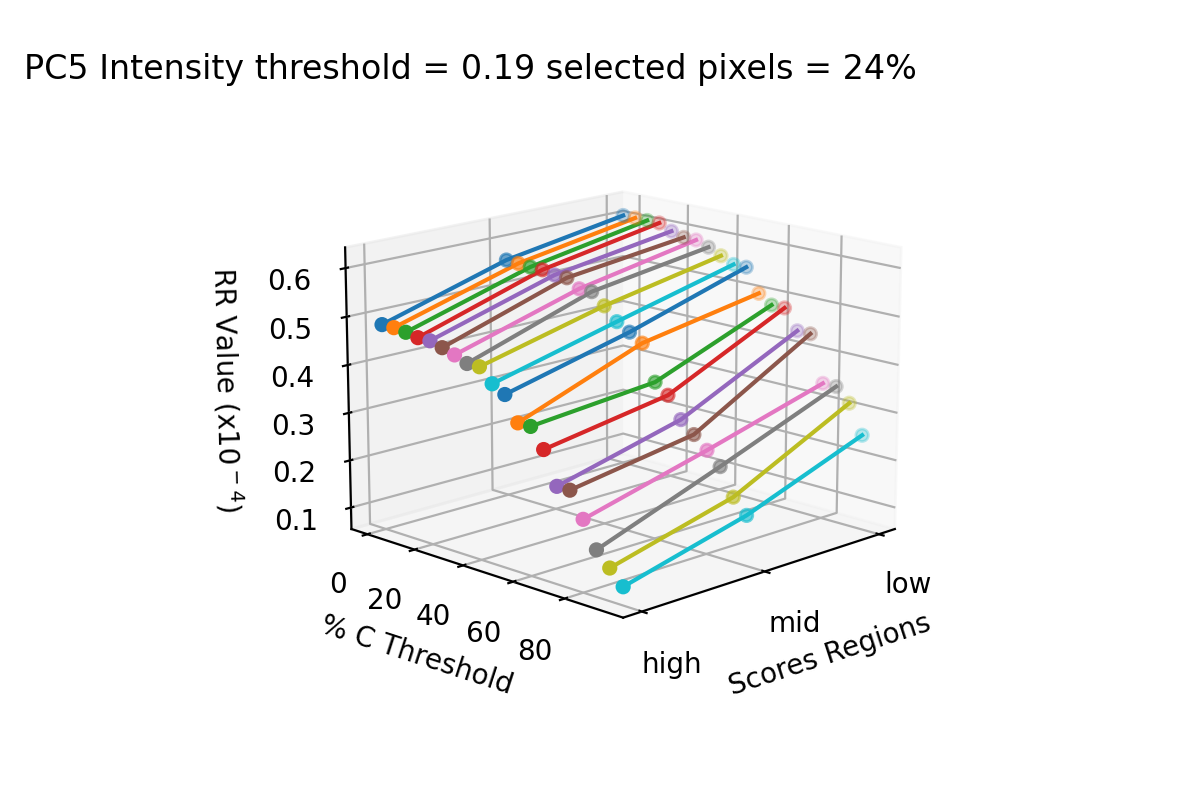 PC5 Intensity threshold = 0.19 selected pixels = 24%
RR Value (x10⁻⁴)
0.6
0.5
0.4
0.3
0.2
0.1
0
20
40
60
80
% C Threshold
high
mid
low
Scores Regions